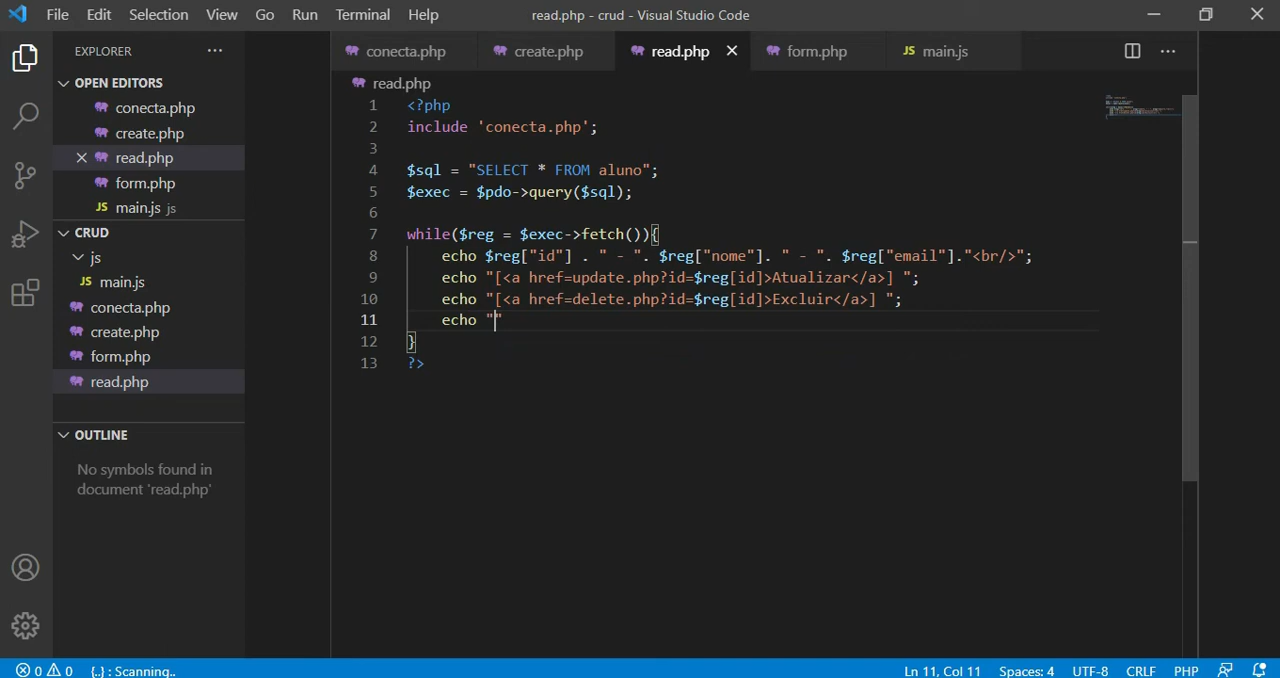 File Edit Selection View Go Run Terminal Help read.php - crud - Visual Studio Code
EXPLORER
OPEN EDITORS
conecta.php
create.php
read.php
form.php
JS main.js js
CRUD
js
JS main.js
conecta.php
create.php
form.php
read.php
OUTLINE
No symbols found in
document 'read.php'
conecta.php create.php read.php form.php JS main.js
read.php
1 <?php
2 include 'conecta.php';
3
4 $sql = "SELECT * FROM aluno";
5 $exec = $pdo->query($sql);
6
7 while($reg = $exec->fetch()){
8 echo $reg["id"] . " - ". $reg["nome"]. " - ". $reg["email"]."<br/>";
9 echo "[<a href=update.php?id=$reg[id]>Atualizar</a>] ";
10 echo "[<a href=delete.php?id=$reg[id]>Excluir</a>] ";
11 echo ""
12 }
13 ?>
0 0 {..} : Scanning.. Ln 11, Col 11 Spaces: 4 UTF-8 CRLF PHP